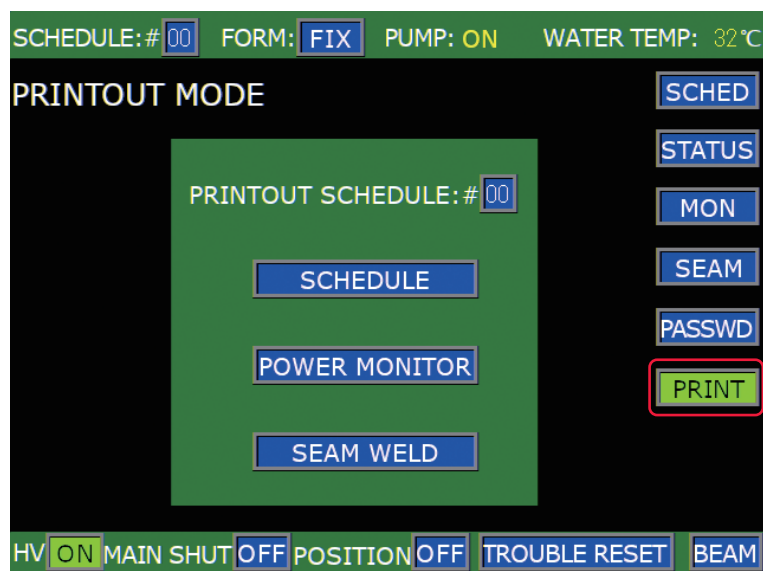 SCHEDULE:# 00 FORM: FIX PUMP: ON WATER TEMP: 32℃
PRINTOUT MODE
SCHED
STATUS
PRINTOUT SCHEDULE:# 00
MON
SCHEDULE
SEAM
PASSWD
POWER MONITOR
PRINT
SEAM WELD
HV ON MAIN SHUT OFF POSITION OFF TROUBLE RESET BEAM